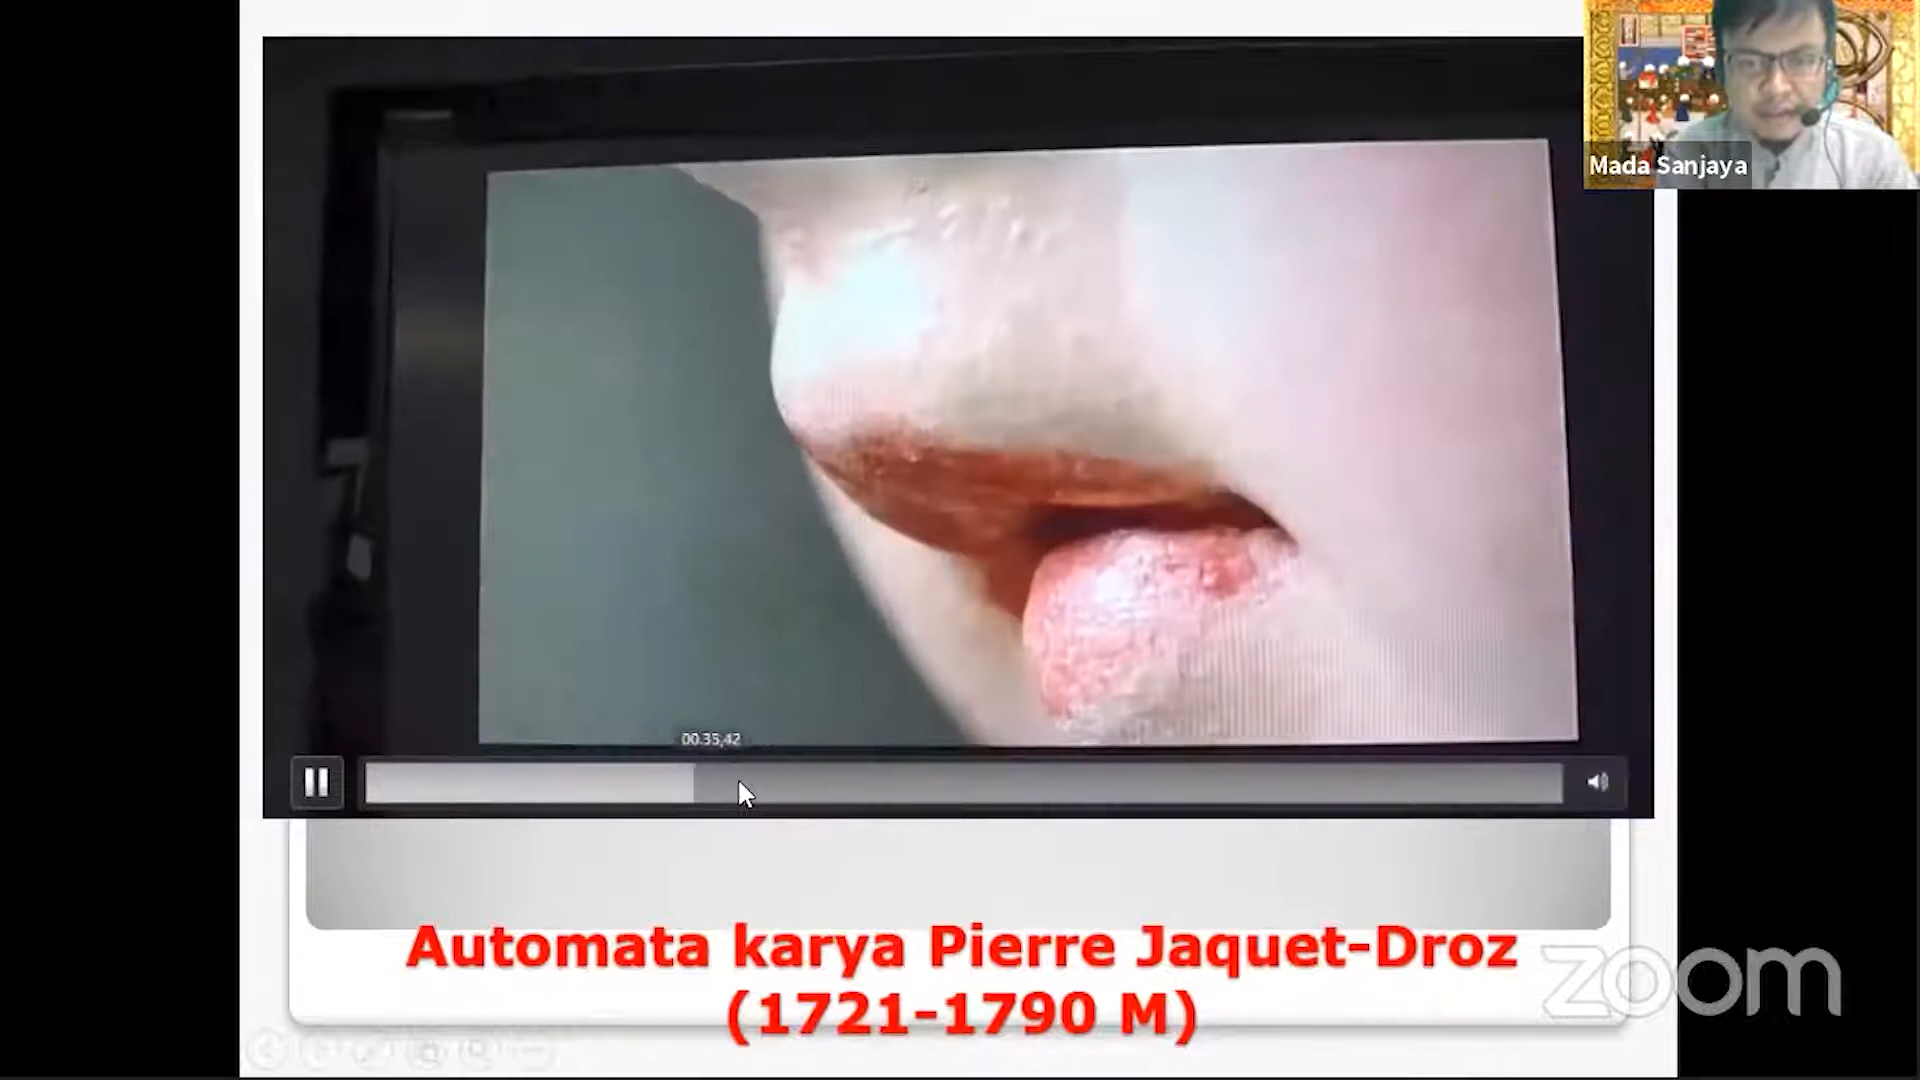 Mada Sanjaya
00.35,42
Automata karya Pierre Jaquet-Droz
(1721-1790 M)
zoom